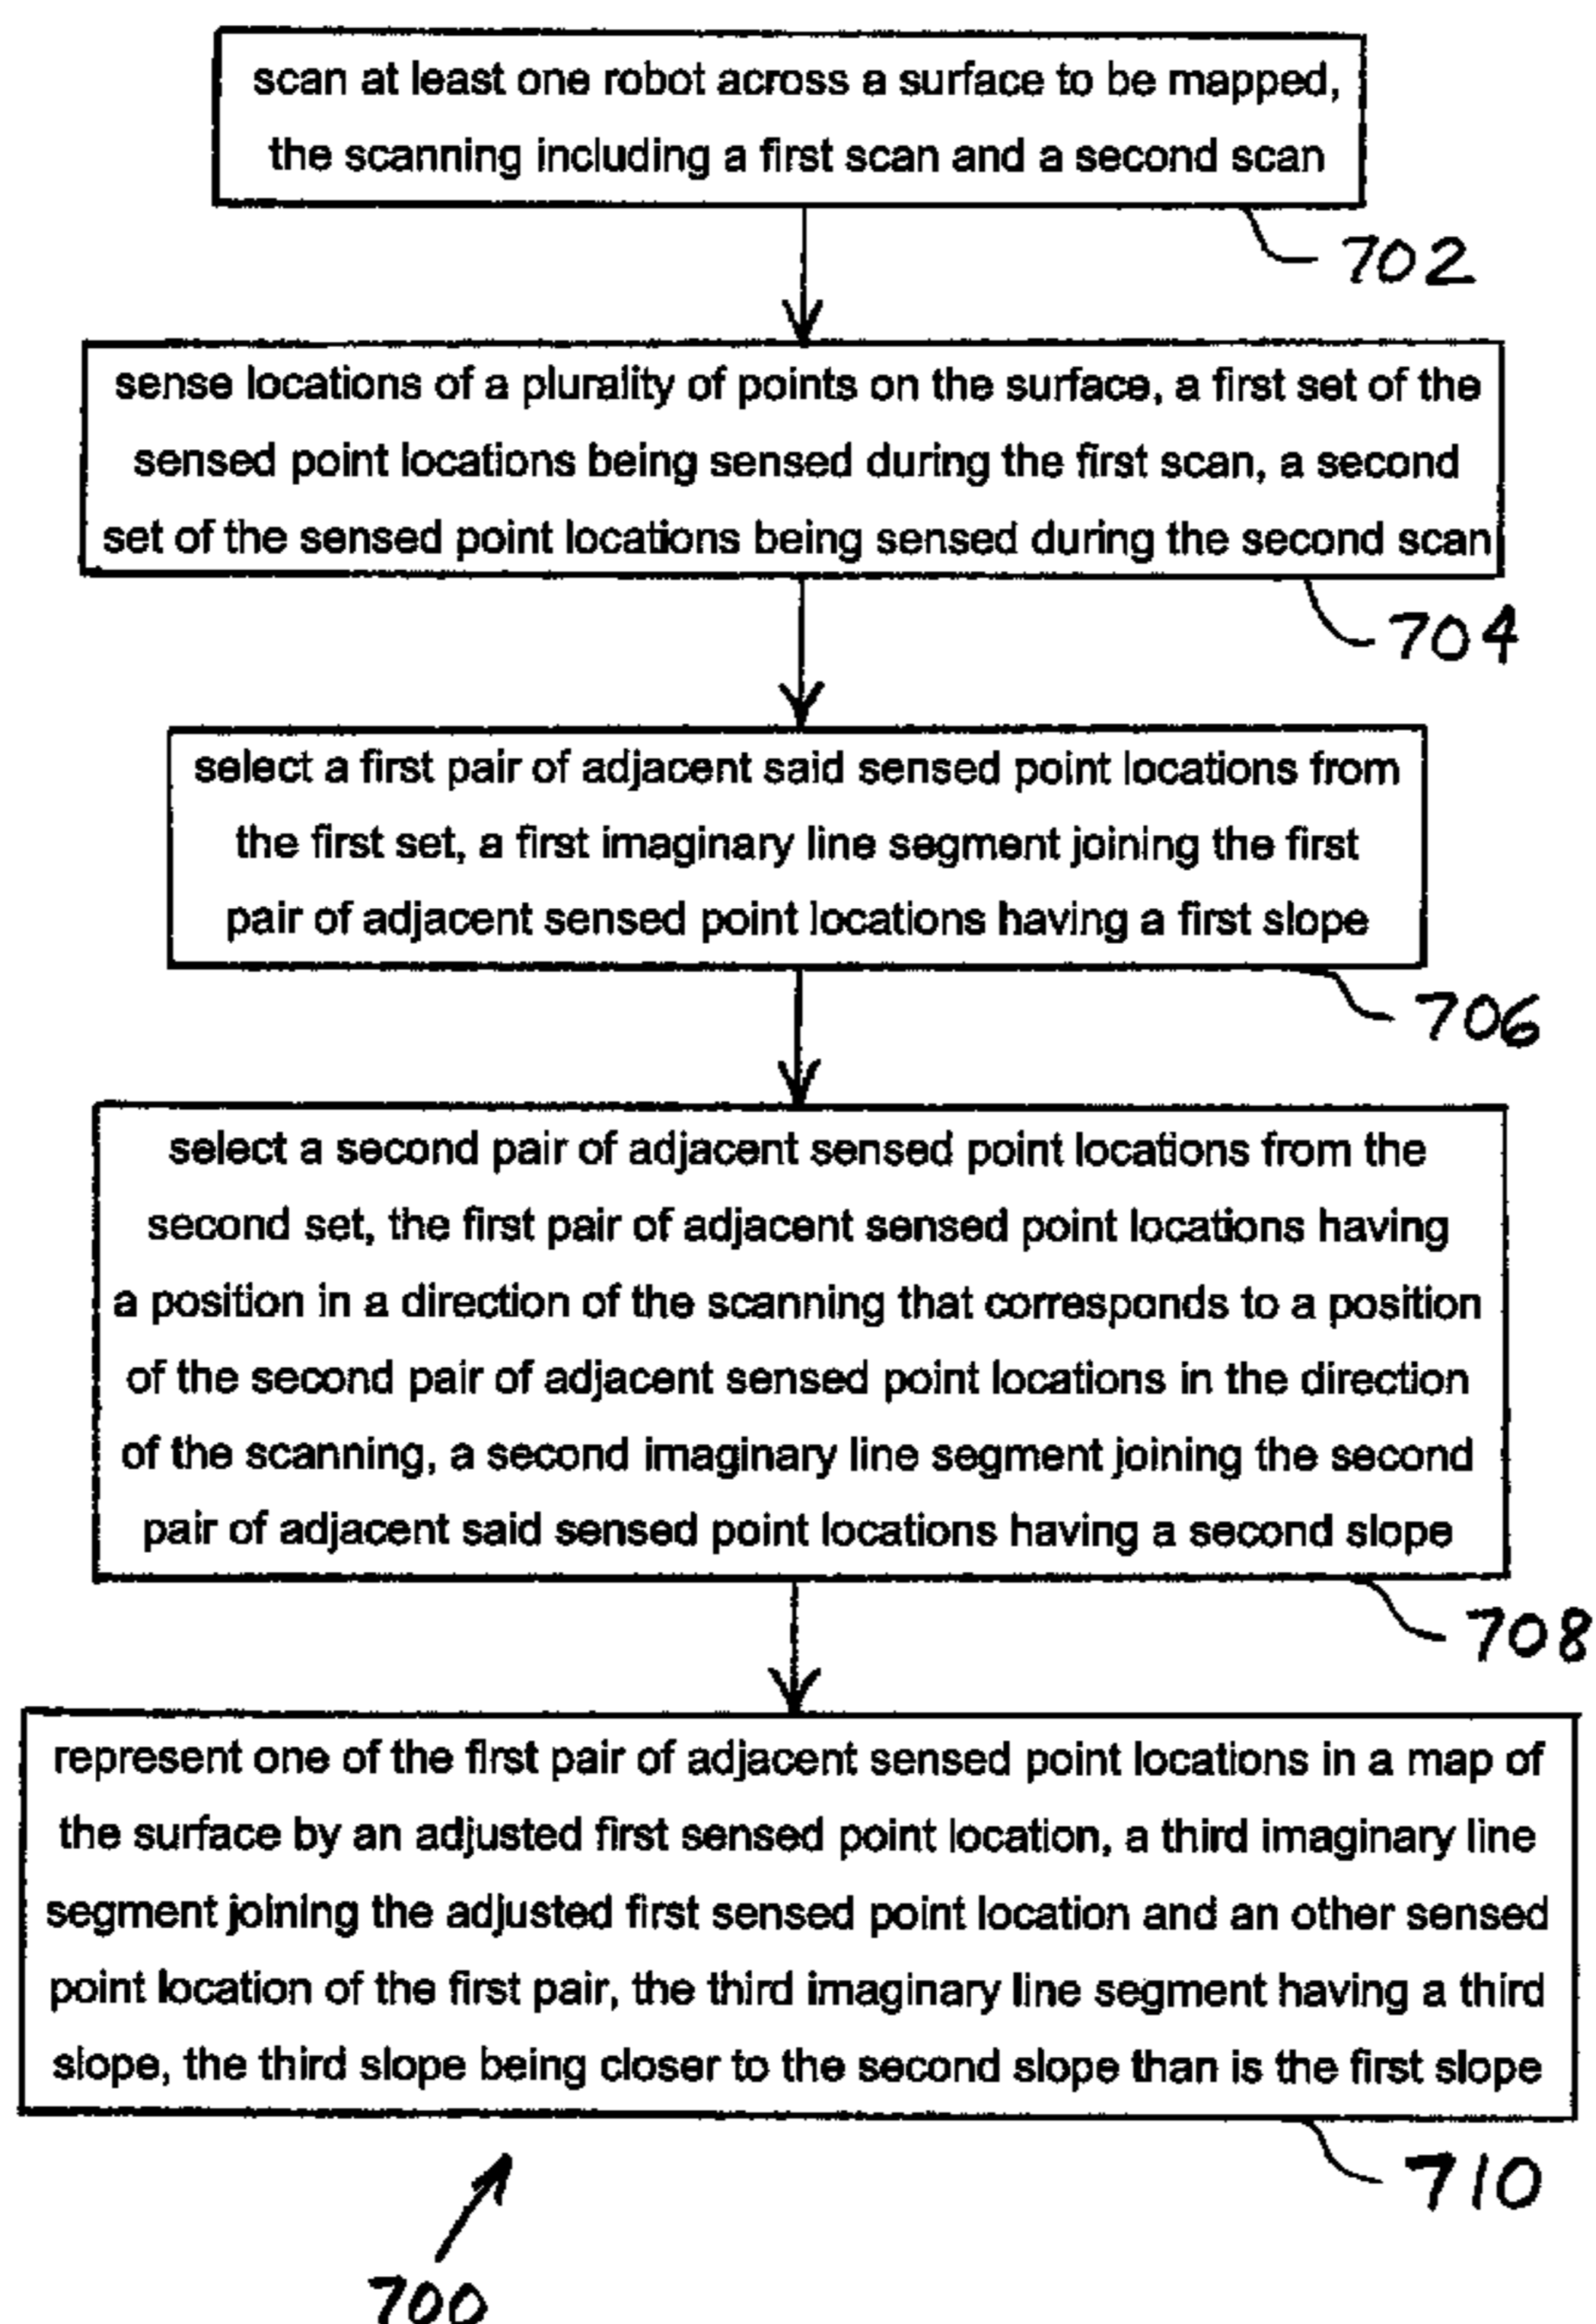 scan at least one robot across a surface to be mapped,
the scanning including a first scan and a second scan
702
sense locations of a plurality of points on the surface, a first set of the
sensed point locations being sensed during the first scan, a second
set of the sensed point locations being sensed during the second scan
704
select a first pair of adjacent said sensed point locations from
the first set, a first imaginary line segment joining the first
pair of adjacent sensed point locations having a first slope
706
select a second pair of adjacent sensed point locations from the
second set, the first pair of adjacent sensed point locations having
a position in a direction of the scanning that corresponds to a position
of the second pair of adjacent sensed point locations in the direction
of the scanning, a second imaginary line segment joining the second
pair of adjacent said sensed point locations having a second slope
708
represent one of the first pair of adjacent sensed point locations in a map of
the surface by an adjusted first sensed point location, a third imaginary line
segment joining the adjusted first sensed point location and an other sensed
point location of the first pair, the third imaginary line segment having a third
slope, the third slope being closer to the second slope than is the first slope
710
700